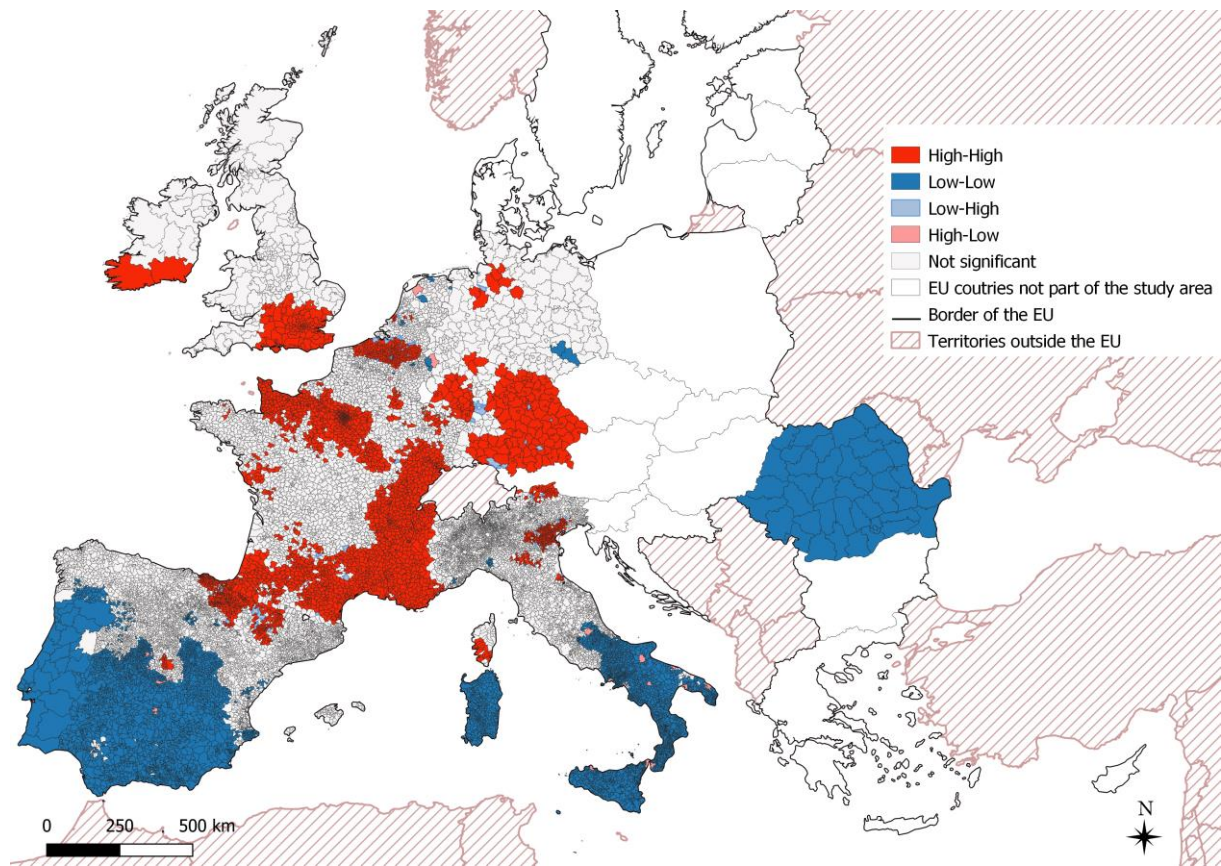 High-High
Low-Low
Low-High
High-Low
Not significant
EU coutries not part of the study area
Border of the EU
Territories outside the EU
0 250 500 km
N